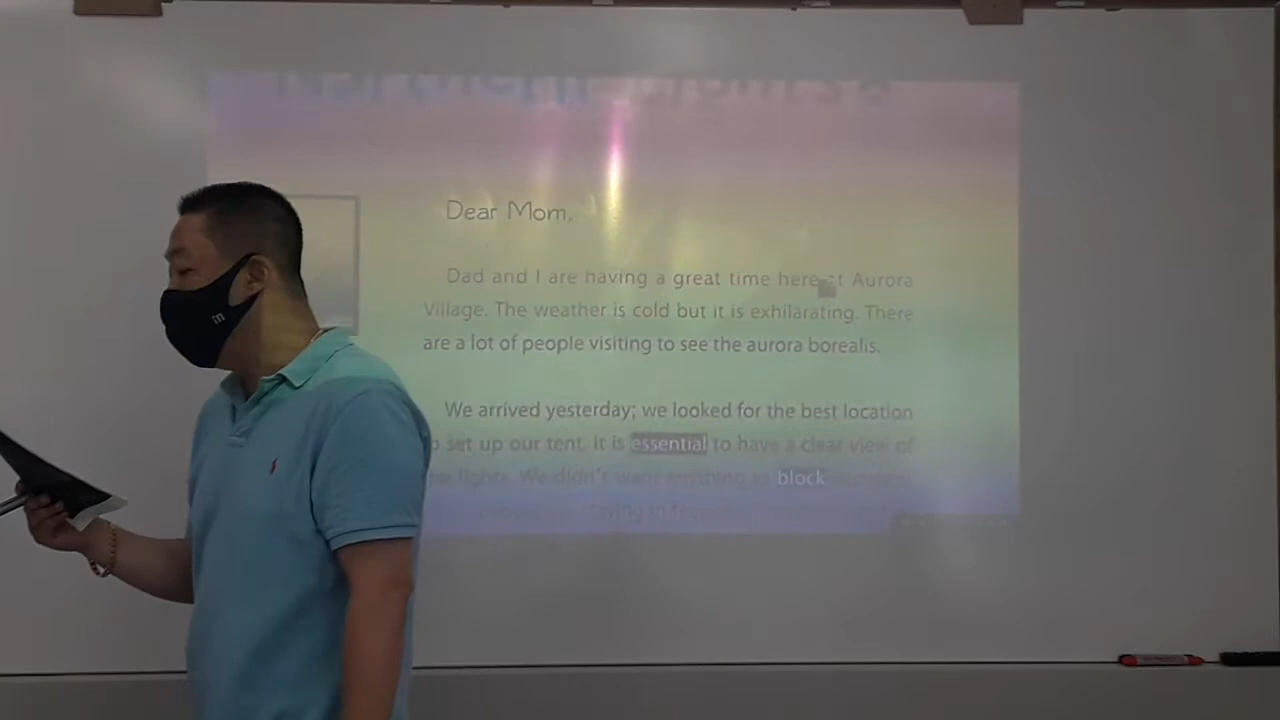 Dear Mom,
Dad and I are having a great time here at Aurora
Village. The weather is cold but it is exhilarating. There
are a lot of people visiting to see the aurora borealis.
We arrived yesterday; we looked for the best location
set up our tent. It is essential to have a clear view of
lights. We didn't want anything to block
m